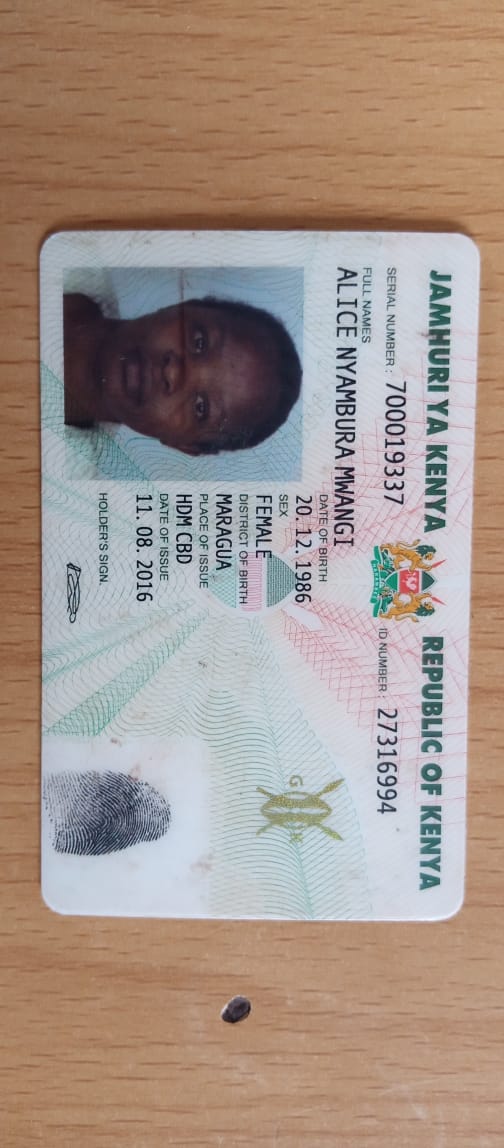 JAMHURI YA KENYA REPUBLIC OF KENYA
SERIAL NUMBER: 700019337 ID NUMBER: 27316994
FULL NAMES
ALICE NYAMBURA MWANGI
DATE OF BIRTH
20.12.1986
SEX
FEMALE
DISTRICT OF BIRTH
MARAGUA
PLACE OF ISSUE
HDM CBD
DATE OF ISSUE
11.08.2016
HOLDER'S SIGN.